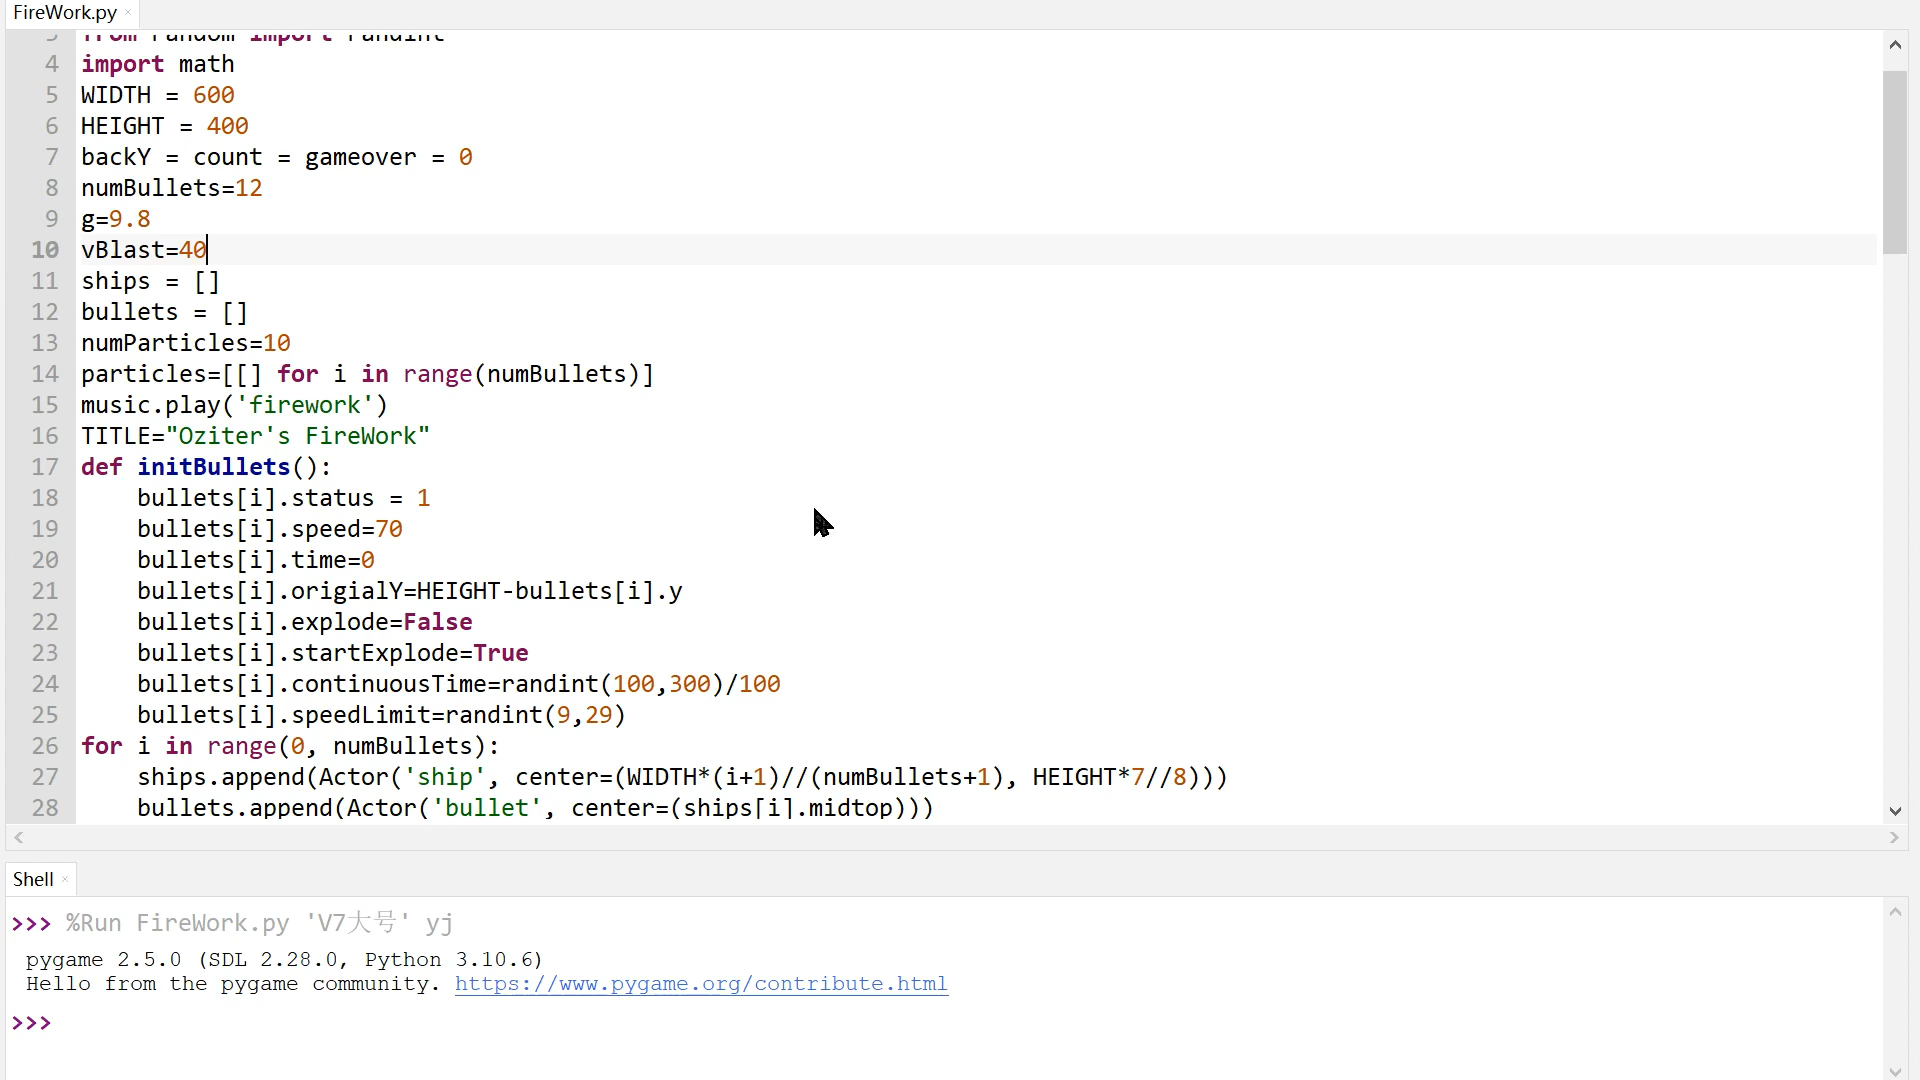 FireWork.py ×
3 from random import randint
4 import math
5 WIDTH = 600
6 HEIGHT = 400
7 backY = count = gameover = 0
8 numBullets=12
9 g=9.8
10 vBlast=40
11 ships = []
12 bullets = []
13 numParticles=10
14 particles=[[] for i in range(numBullets)]
15 music.play('firework')
16 TITLE="Oziter's FireWork"
17 def initBullets():
18     bullets[i].status = 1
19     bullets[i].speed=70
20     bullets[i].time=0
21     bullets[i].origialY=HEIGHT-bullets[i].y
22     bullets[i].explode=False
23     bullets[i].startExplode=True
24     bullets[i].continuousTime=randint(100,300)/100
25     bullets[i].speedLimit=randint(9,29)
26 for i in range(0, numBullets):
27     ships.append(Actor('ship', center=(WIDTH*(i+1)//(numBullets+1), HEIGHT*7//8)))
28     bullets.append(Actor('bullet', center=(ships[i].midtop)))
Shell ×
>>> %Run FireWork.py 'V7大号' yj
pygame 2.5.0 (SDL 2.28.0, Python 3.10.6)
Hello from the pygame community. https://www.pygame.org/contribute.html
>>>